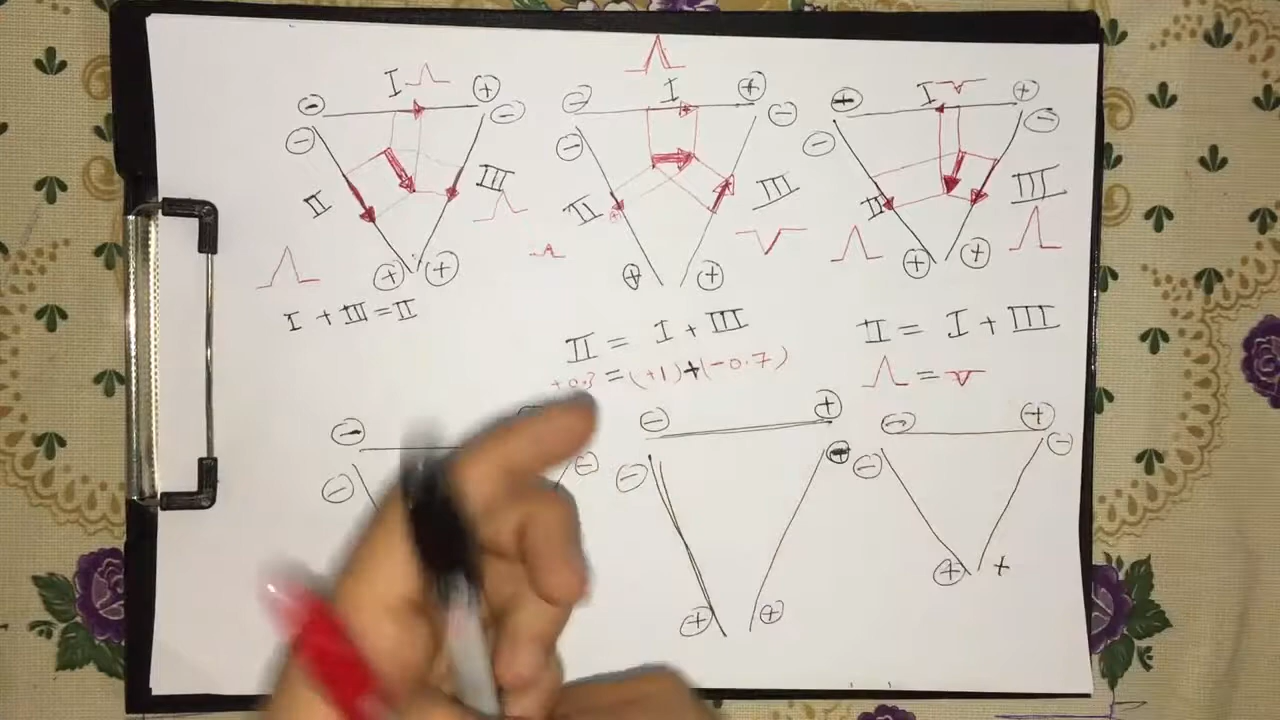 I
− + − I + − − I +
− − − − − −
II III II III II III
+ + + + + +
I + III = II
II = I + III
II = I + III
+0.3 = (+1) + (−0.7)
=
− − + − +
− − − + − −
+ + + +